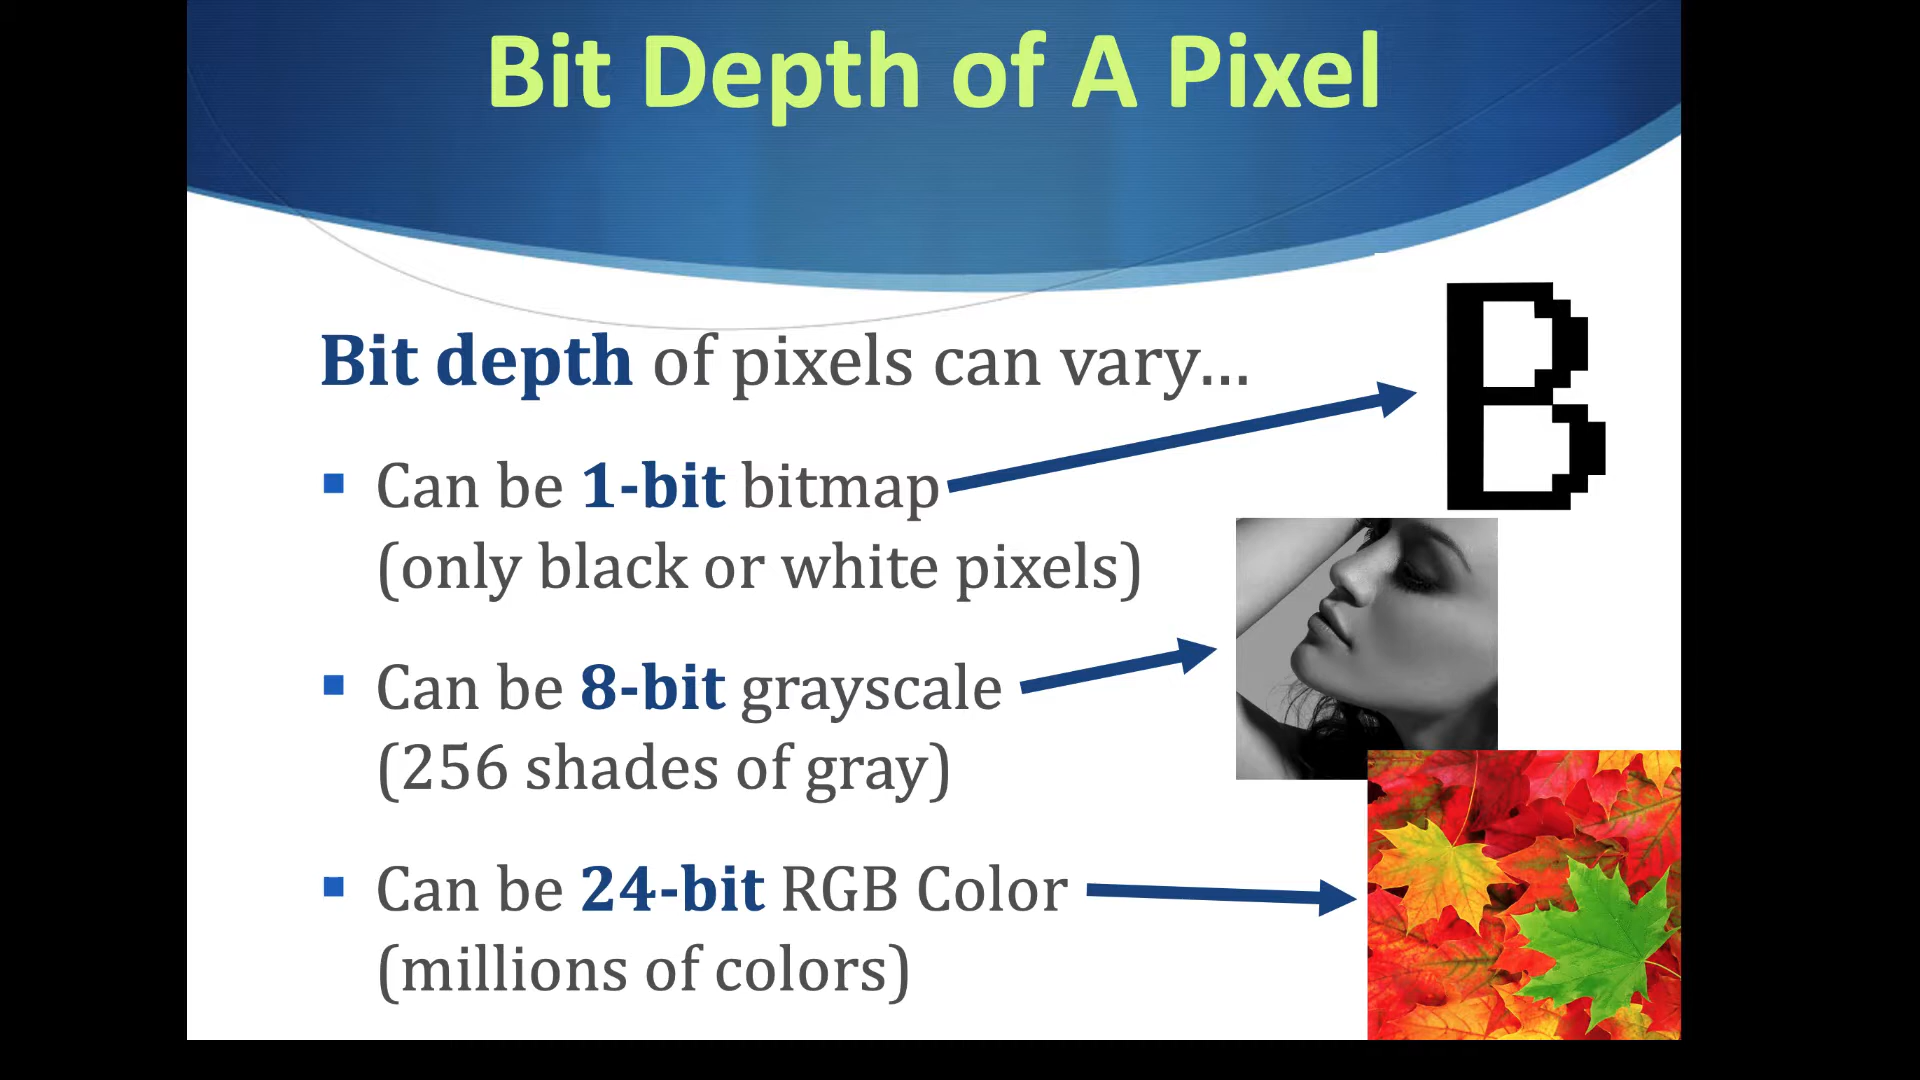 Bit Depth of A Pixel
Bit depth of pixels can vary...
Can be 1-bit bitmap
(only black or white pixels)
Can be 8-bit grayscale
(256 shades of gray)
Can be 24-bit RGB Color
(millions of colors)
B